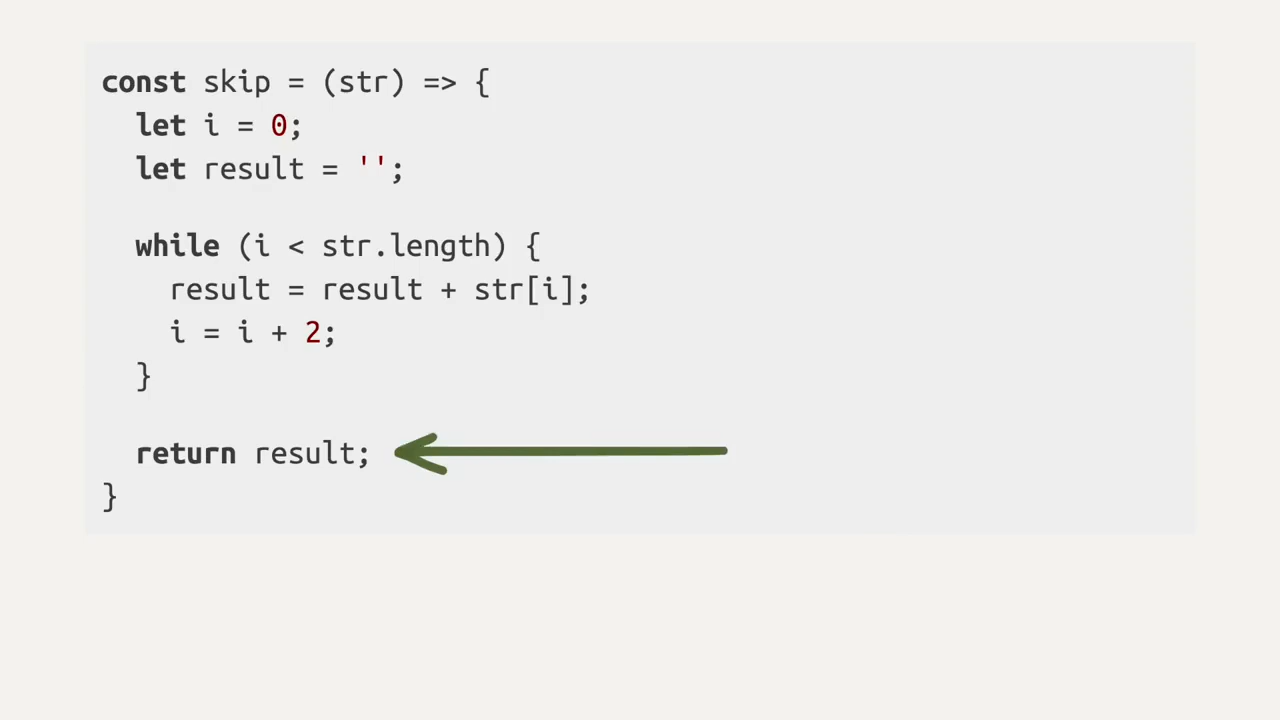 const skip = (str) => {
  let i = 0;
  let result = '';

  while (i < str.length) {
    result = result + str[i];
    i = i + 2;
  }

  return result;
}